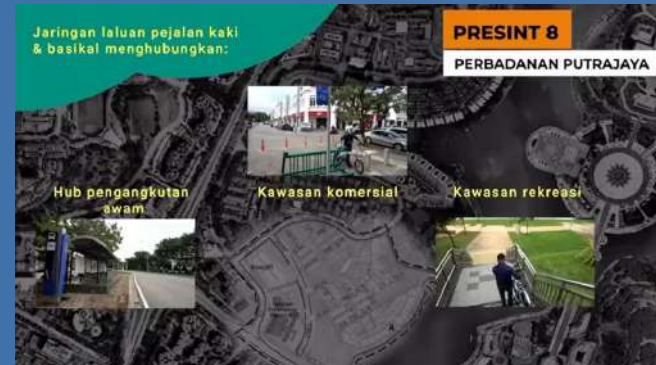 Jaringan laluan pejalan kaki
& basikal menghubungkan:
PRESINT 8
PERBADANAN PUTRAJAYA
Hub pengangkutan
awam
Kawasan komersial
Kawasan rekreasi